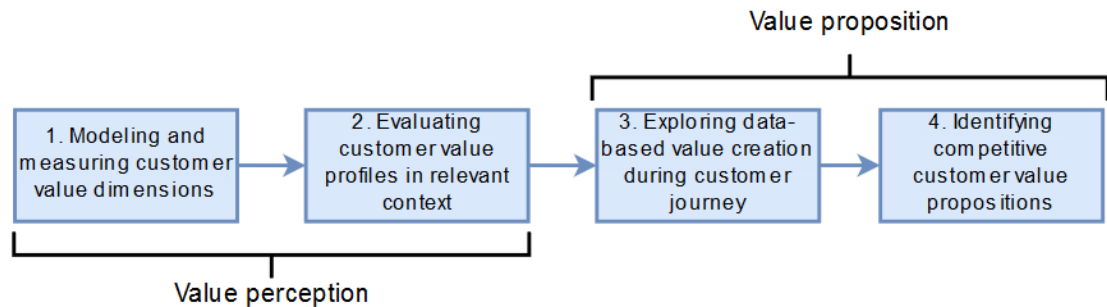 Value proposition
1. Modeling and
measuring customer
value dimensions
2. Evaluating
customer value
profiles in relevant
context
3. Exploring data-
based value creation
during customer
journey
4. Identifying
competitive
customer value
propositions
Value perception